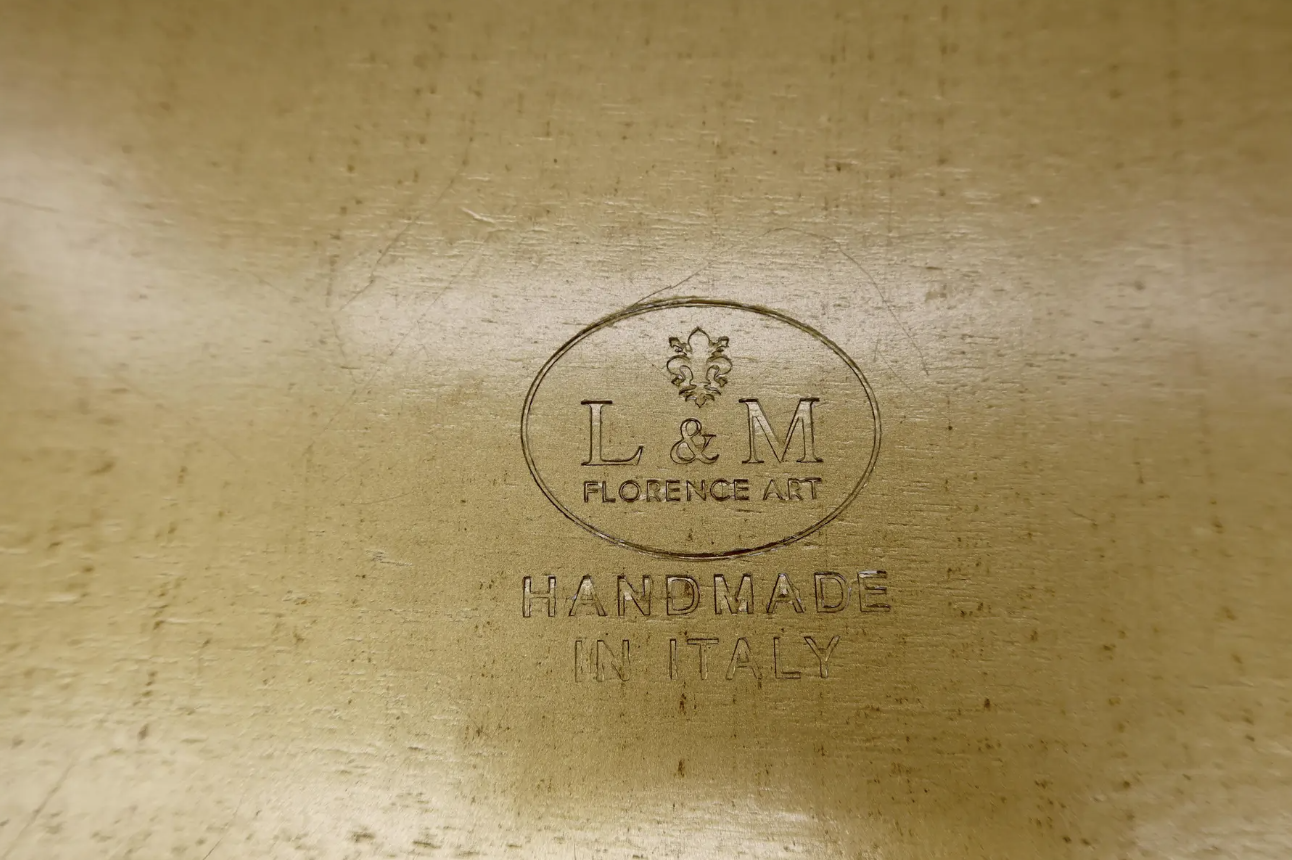 L & M
FLORENCE ART
HANDMADE
IN ITALY